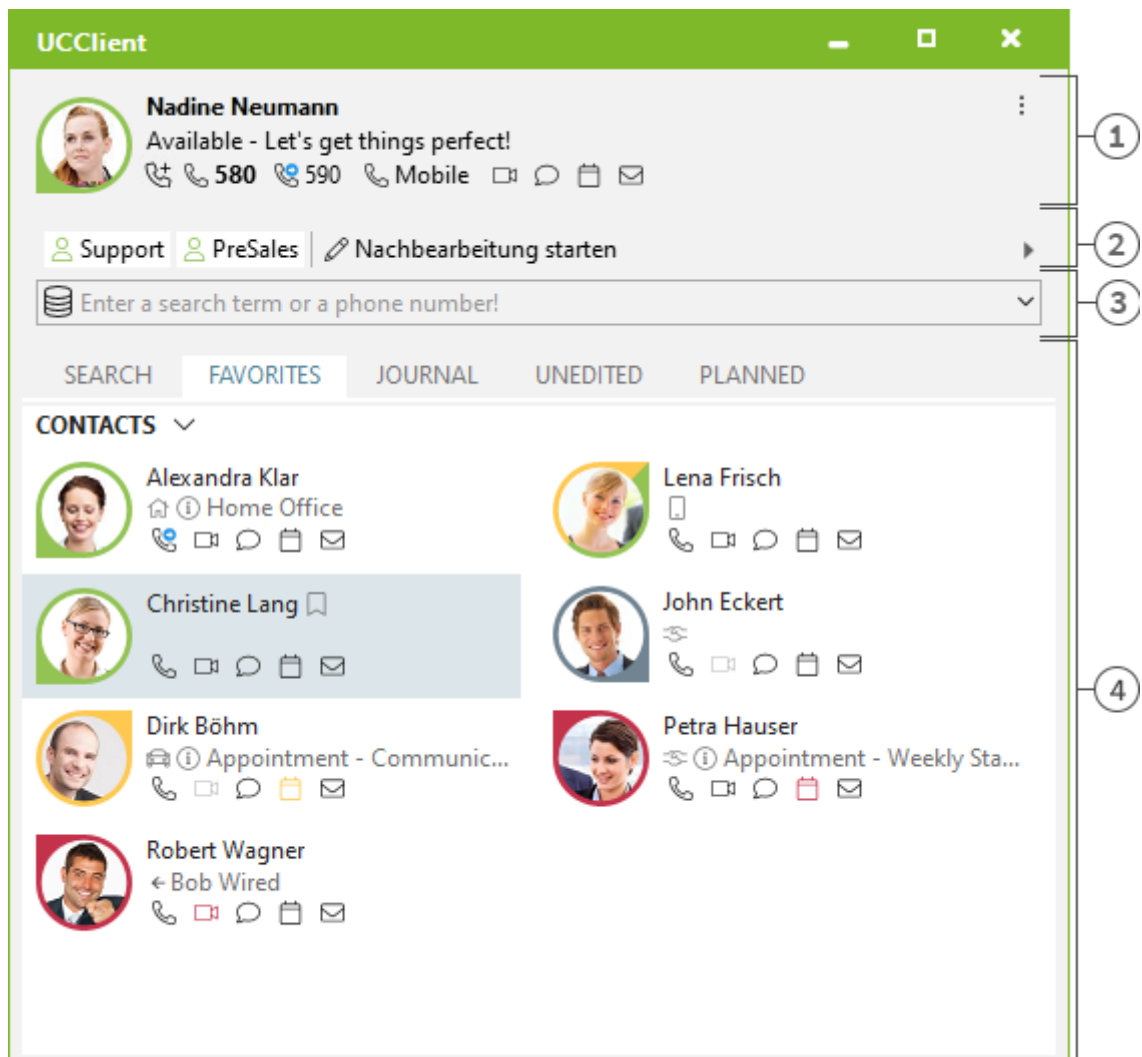 UCClient
Nadine Neumann
Available - Let's get things perfect!
580 590 Mobile
1
Support PreSales Nachbearbeitung starten
2
Enter a search term or a phone number!
3
SEARCH FAVORITES JOURNAL UNEDITED PLANNED
CONTACTS
Alexandra Klar
Home Office
Lena Frisch
Christine Lang
John Eckert
4
Dirk Böhm
Appointment - Communic...
Petra Hauser
Appointment - Weekly Sta...
Robert Wagner
Bob Wired